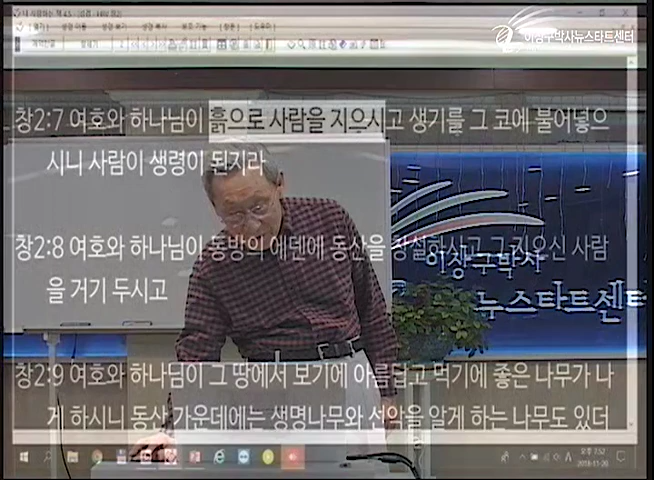 이상구박사뉴스타트센터
창2:7 여호와 하나님이 흙으로 사람을 지으시고 생기를 그 코에 불어넣으
시니 사람이 생령이 된지라
창2:8 여호와 하나님이 동방의 에덴에 동산을 창설하시고 그 지으신 사람
을 거기 두시고
이상구박사
뉴스타트센트
창2:9 여호와 하나님이 그 땅에서 보기에 아름답고 먹기에 좋은 나무가 나
게 하시니 동산 가운데에는 생명나무와 선악을 알게 하는 나무도 있더
오후 7:52
2018-11-20